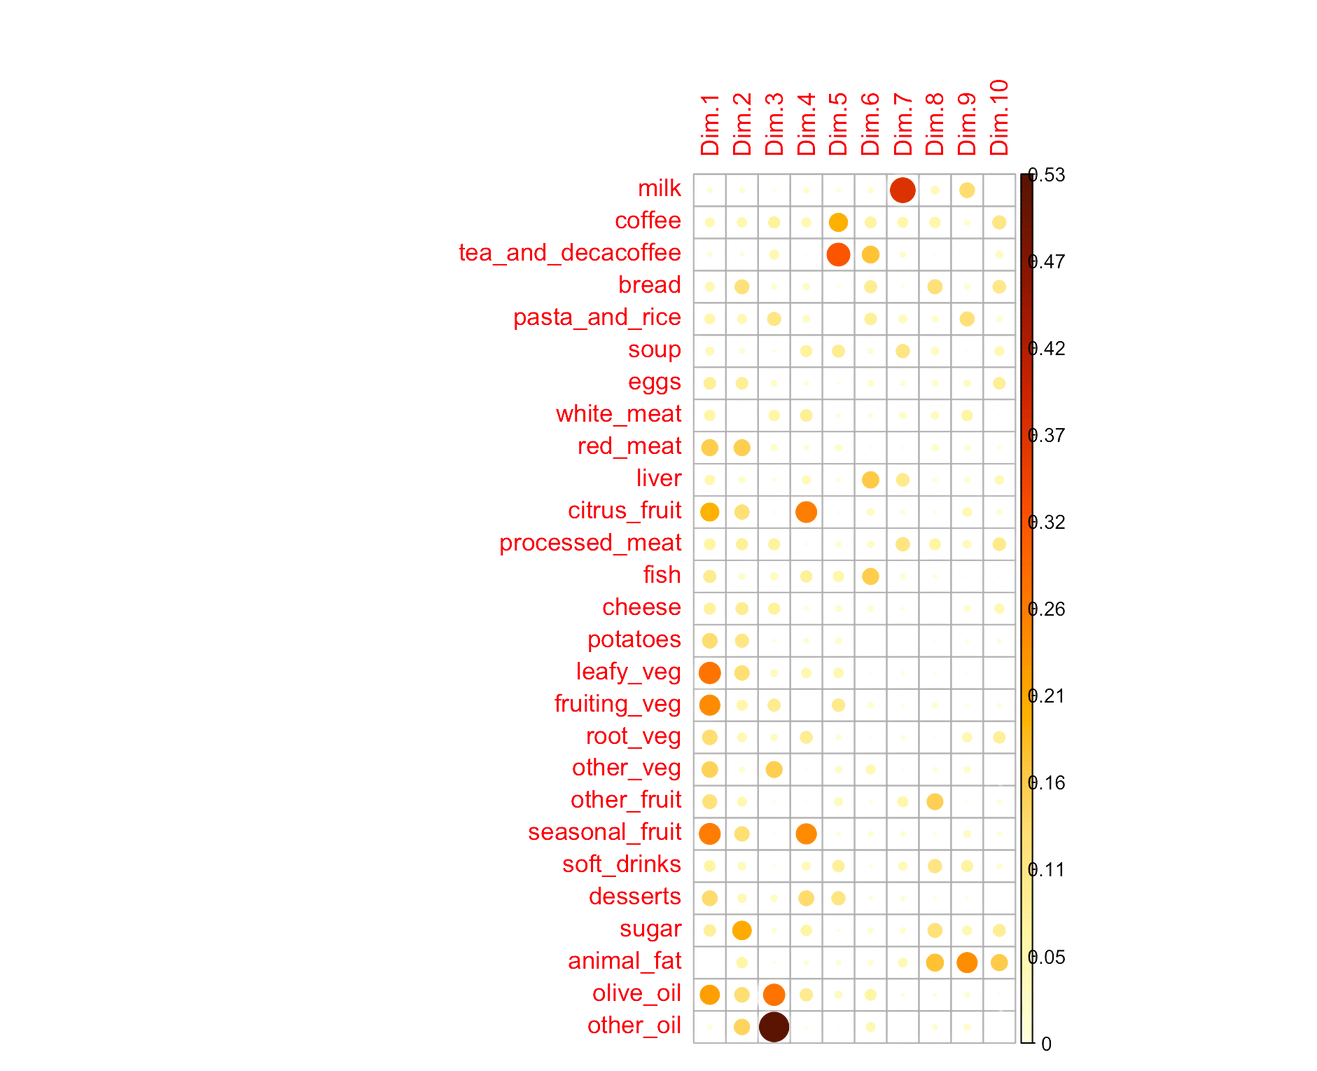 Dim.1 Dim.2 Dim.3 Dim.4 Dim.5 Dim.6 Dim.7 Dim.8 Dim.9 Dim.10
milk
coffee
tea_and_decacoffee
bread
pasta_and_rice
soup
eggs
white_meat
red_meat
liver
citrus_fruit
processed_meat
fish
cheese
potatoes
leafy_veg
fruiting_veg
root_veg
other_veg
other_fruit
seasonal_fruit
soft_drinks
desserts
sugar
animal_fat
olive_oil
other_oil
0.53
0.47
0.42
0.37
0.32
0.26
0.21
0.16
0.11
0.05
0